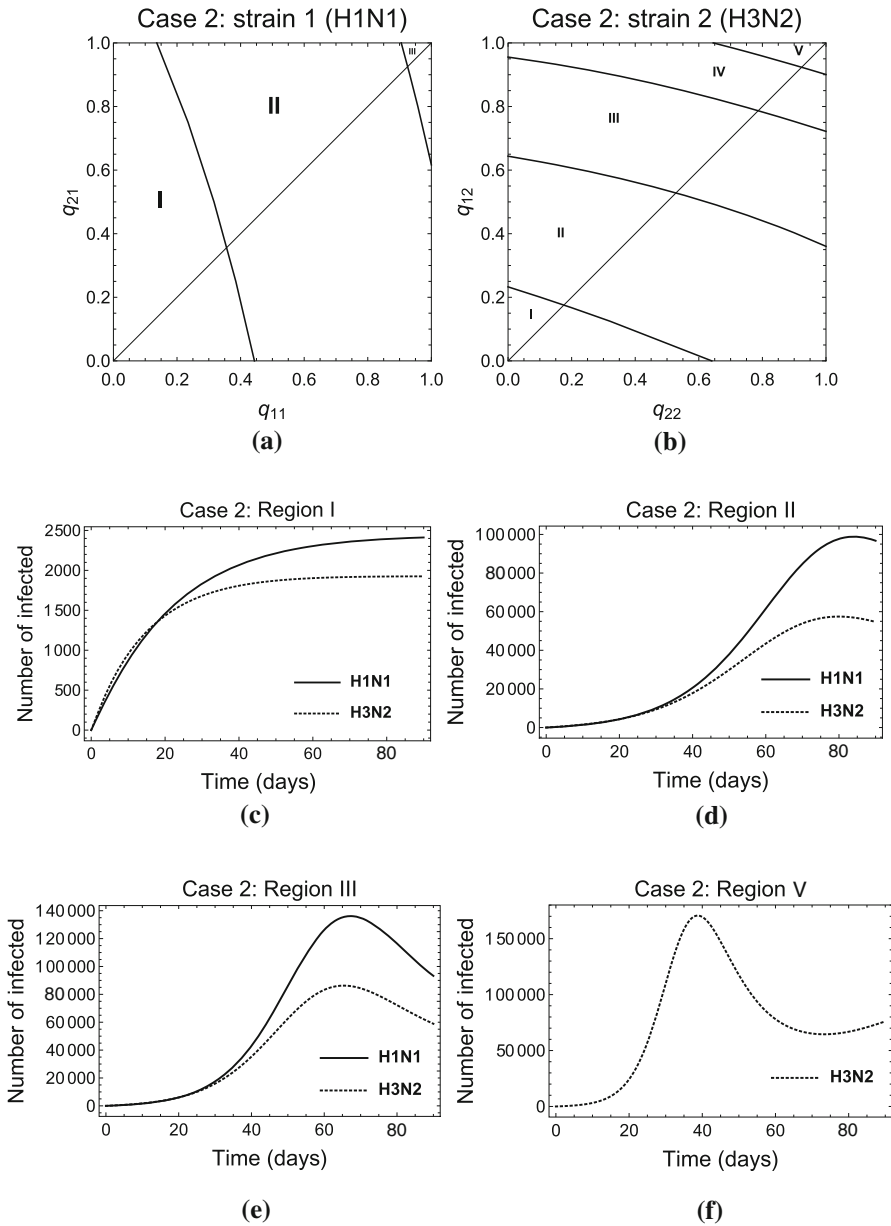 Case 2: strain 1 (H1N1)
1.0
0.8
0.6
0.4
0.2
0.0
q21
I
II
III
0.0 0.2 0.4 0.6 0.8 1.0
q11
(a)
Case 2: strain 2 (H3N2)
1.0
0.8
0.6
0.4
0.2
0.0
q12
V
IV
III
II
I
0.0 0.2 0.4 0.6 0.8 1.0
q22
(b)
Case 2: Region I
Number of infected
2500
2000
1500
1000
500
0
H1N1
H3N2
0 20 40 60 80
Time (days)
(c)
Case 2: Region II
Number of infected
100 000
80 000
60 000
40 000
20 000
0
H1N1
H3N2
0 20 40 60 80
Time (days)
(d)
Case 2: Region III
Number of infected
140 000
120 000
100 000
80 000
60 000
40 000
20 000
0
H1N1
H3N2
0 20 40 60 80
Time (days)
(e)
Case 2: Region V
Number of infected
150 000
100 000
50 000
0
H3N2
0 20 40 60 80
Time (days)
(f)